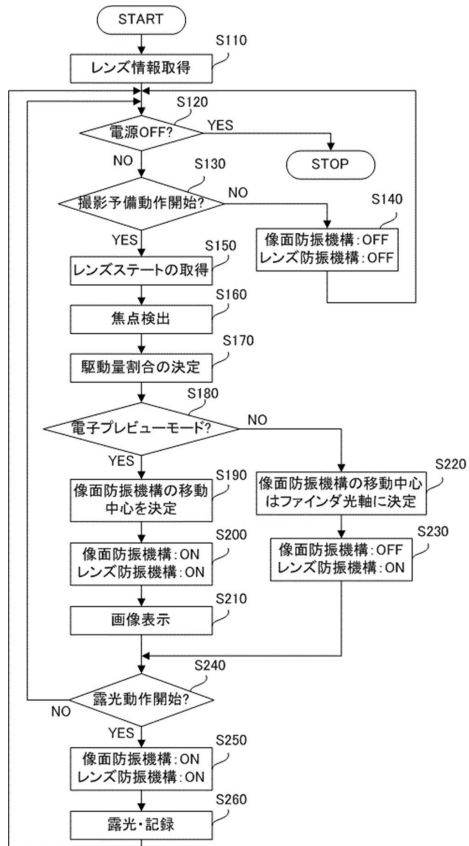 START
S110
レンズ情報取得
S120
電源OFF?
YES
NO
STOP
S130
撮影予備動作開始?
NO
YES
S140
像面防振機構:OFF
レンズ防振機構:OFF
S150
レンズステートの取得
S160
焦点検出
S170
駆動量割合の決定
S180
電子プレビューモード?
NO
YES
S190
像面防振機構の移動
中心を決定
S220
像面防振機構の移動中心
はファインダ光軸に決定
S200
像面防振機構:ON
レンズ防振機構:ON
S230
像面防振機構:OFF
レンズ防振機構:ON
S210
画像表示
S240
露光動作開始?
NO
YES
S250
像面防振機構:ON
レンズ防振機構:ON
S260
露光・記録